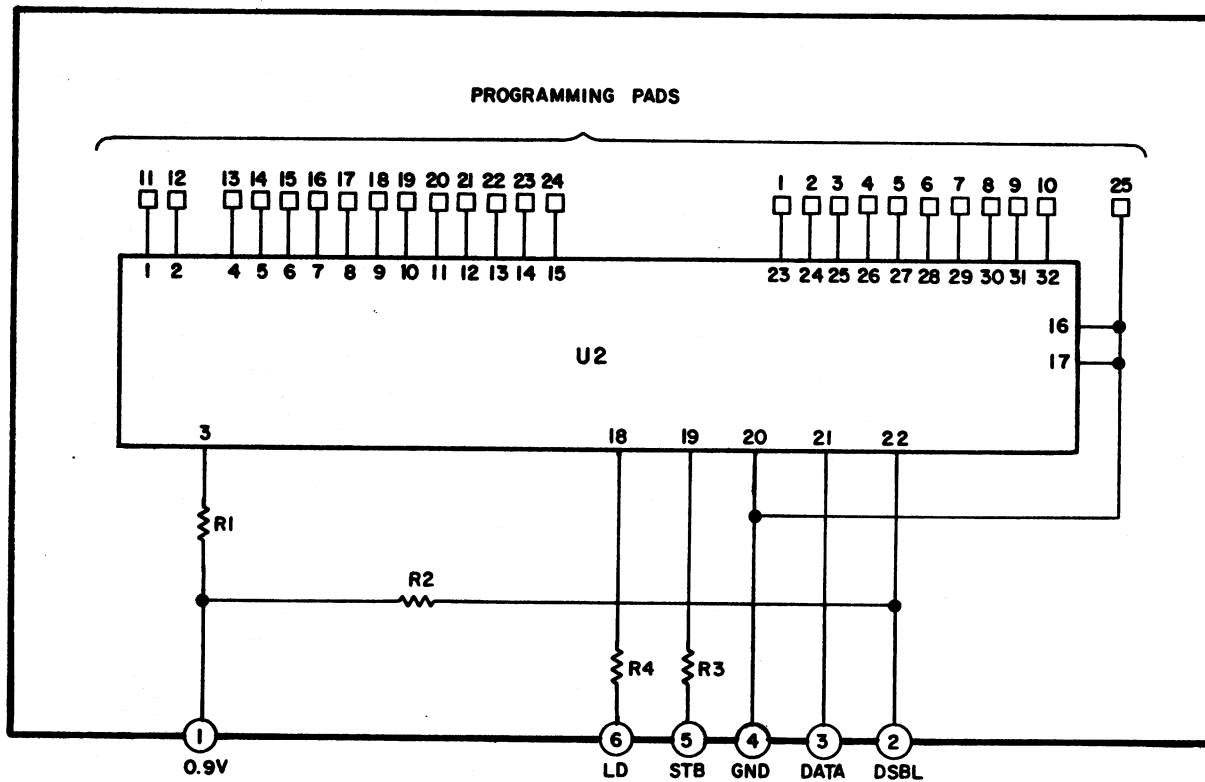 PROGRAMMING PADS
11 12 13 14 15 16 17 18 19 20 21 22 23 24 1 2 3 4 5 6 7 8 9 10 25
1 2 4 5 6 7 8 9 10 11 12 13 14 15 23 24 25 26 27 28 29 30 31 32
16
U2
17
3 18 19 20 21 22
R1
R2
R4 R3
1 6 5 4 3 2
0.9V LD STB GND DATA DSBL